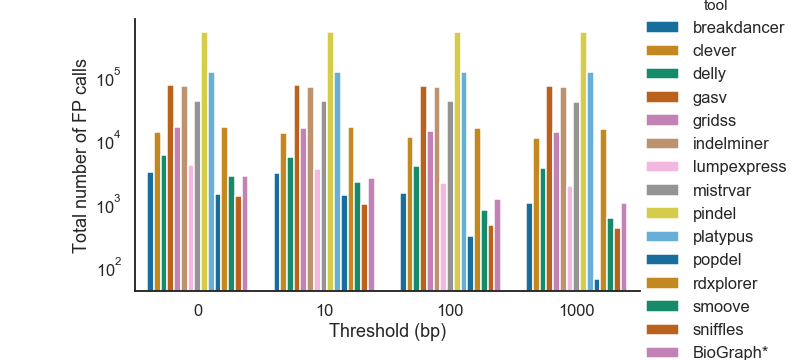 tool
breakdancer
clever
delly
gasv
gridss
indelminer
lumpexpress
mistrvar
pindel
platypus
popdel
rdxplorer
smoove
sniffles
BioGraph*
Total number of FP calls
10^5
10^4
10^3
10^2
0 10 100 1000
Threshold (bp)